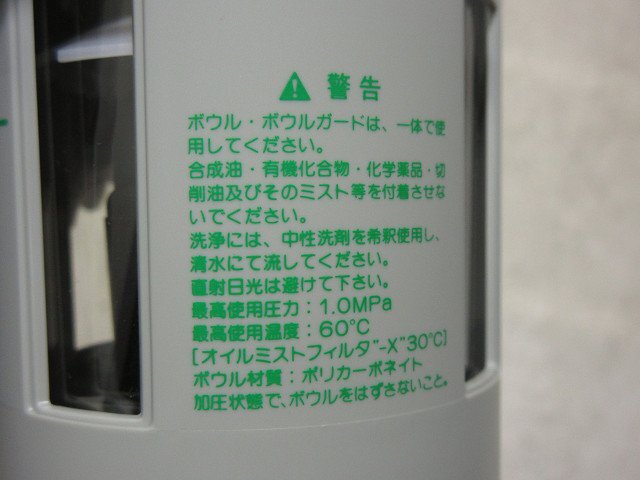 ⚠ 警告
ボウル・ボウルガードは、一体で使
用してください。
合成油・有機化合物・化学薬品・切
削油及びそのミスト等を付着させな
いでください。
洗浄には、中性洗剤を希釈使用し、
清水にて流してください。
直射日光は避けて下さい。
最高使用圧力：1.0MPa
最高使用温度：60℃
[オイルミストフィルタ"-X"30℃]
ボウル材質：ポリカーボネイト
加圧状態で、ボウルをはずさないこと。